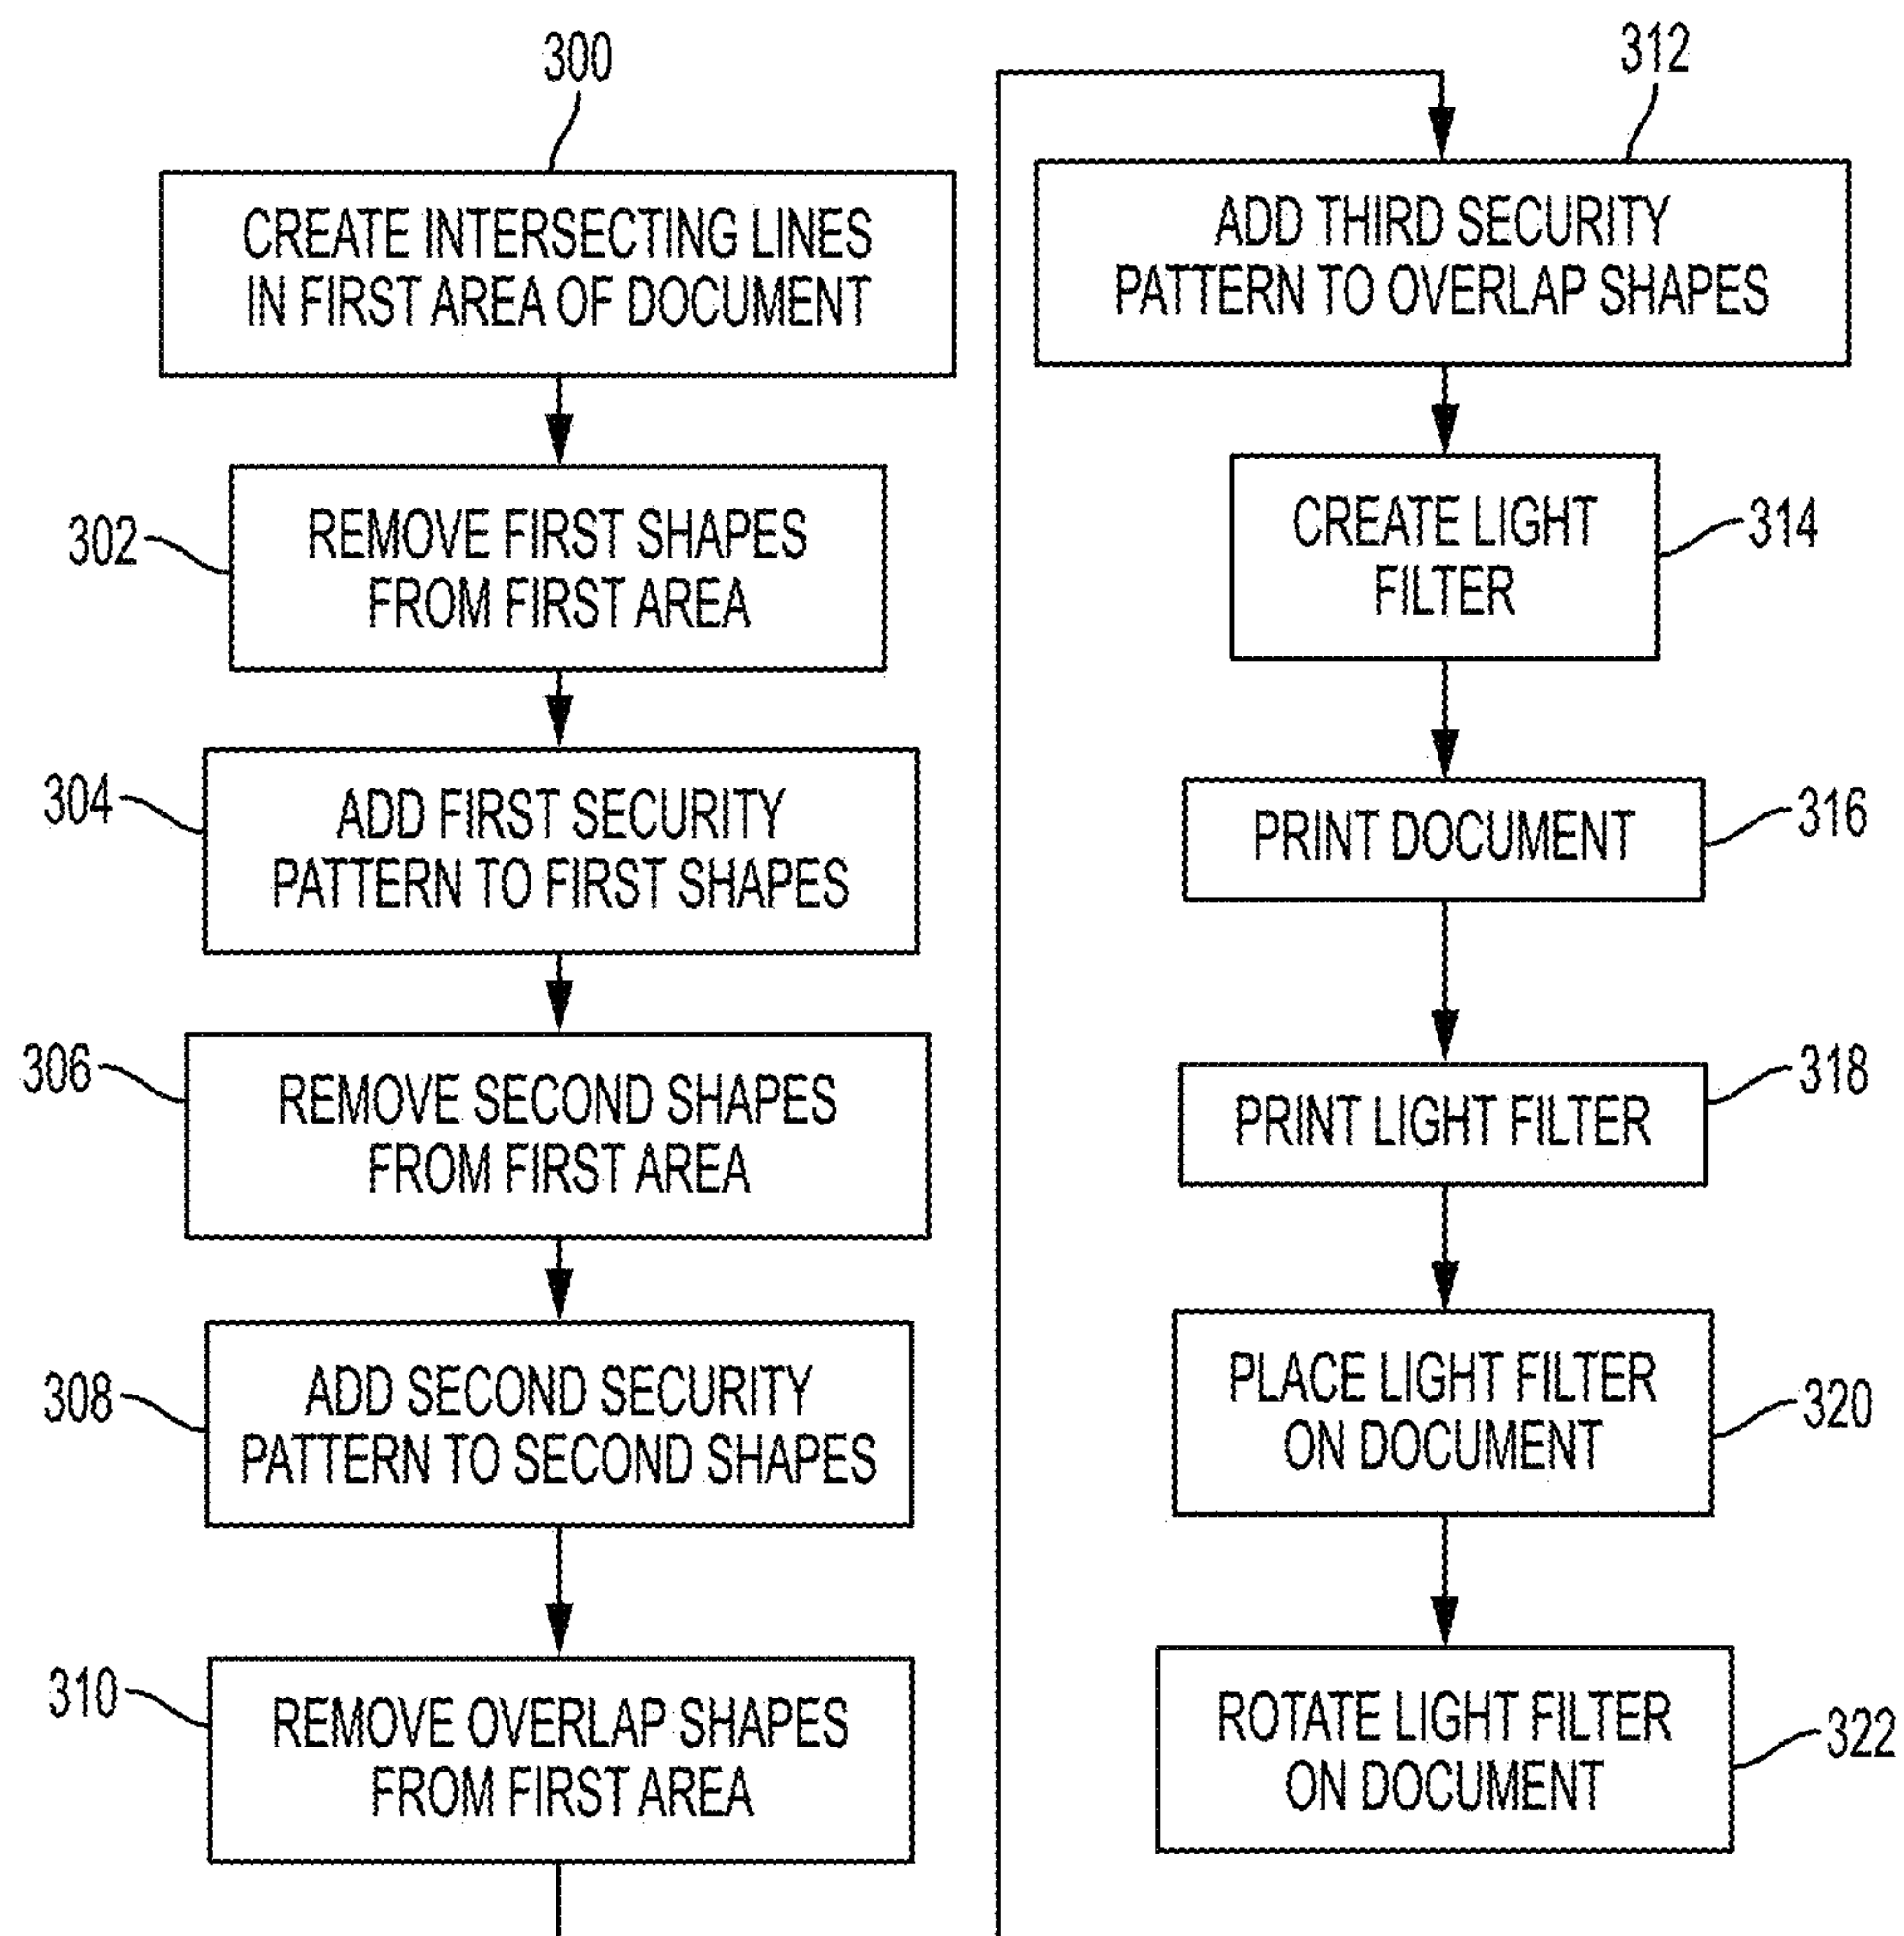 300
CREATE INTERSECTING LINES
IN FIRST AREA OF DOCUMENT
302
REMOVE FIRST SHAPES
FROM FIRST AREA
304
ADD FIRST SECURITY
PATTERN TO FIRST SHAPES
306
REMOVE SECOND SHAPES
FROM FIRST AREA
308
ADD SECOND SECURITY
PATTERN TO SECOND SHAPES
310
REMOVE OVERLAP SHAPES
FROM FIRST AREA
312
ADD THIRD SECURITY
PATTERN TO OVERLAP SHAPES
CREATE LIGHT
FILTER
314
PRINT DOCUMENT
316
PRINT LIGHT FILTER
318
PLACE LIGHT FILTER
ON DOCUMENT
320
ROTATE LIGHT FILTER
ON DOCUMENT
322